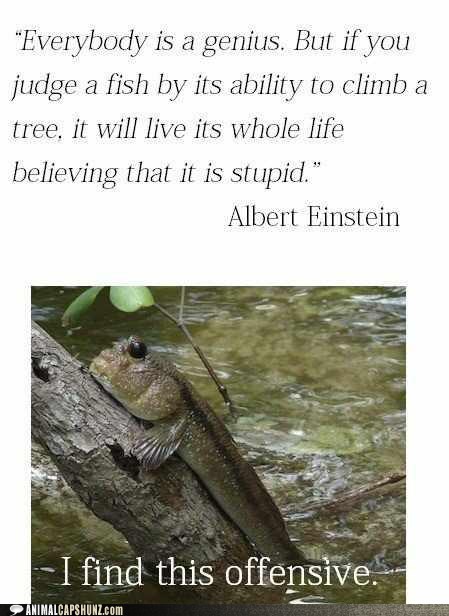 “Everybody is a genius. But if you
judge a fish by its ability to climb a
tree, it will live its whole life
believing that it is stupid.”
Albert Einstein
I find this offensive.
ANIMALCAPSHUNZ.com